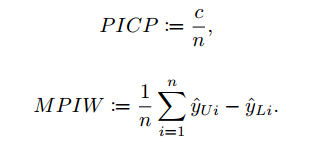 PICP := c/n,
MPIW := 1/n ∑_{i=1}^{n} ŷ_{Ui} − ŷ_{Li}.